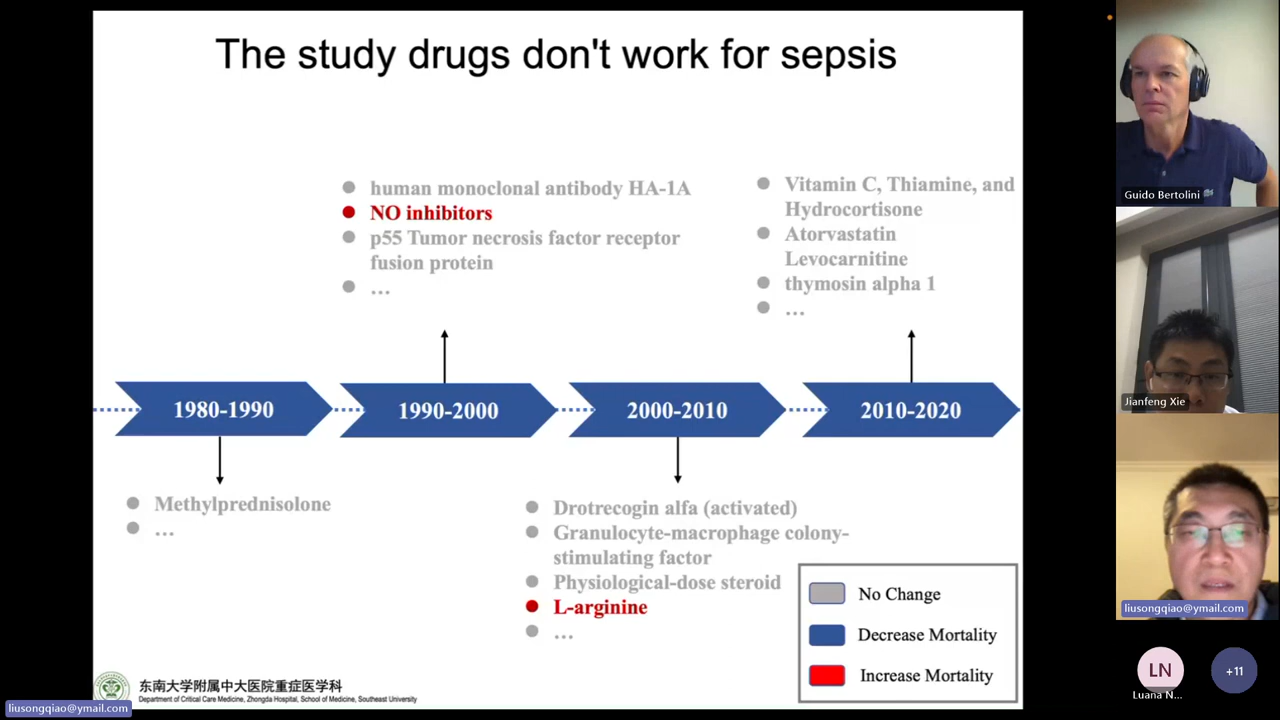 The study drugs don't work for sepsis
human monoclonal antibody HA-1A
NO inhibitors
p55 Tumor necrosis factor receptor
fusion protein
…
Vitamin C, Thiamine, and
Hydrocortisone
Atorvastatin
Levocarnitine
thymosin alpha 1
…
1980-1990
1990-2000
2000-2010
2010-2020
Methylprednisolone
…
Drotrecogin alfa (activated)
Granulocyte-macrophage colony-
stimulating factor
Physiological-dose steroid
L-arginine
…
No Change
Decrease Mortality
Increase Mortality
东南大学附属中大医院重症医学科
Department of Critical Care Medicine, Zhongda Hospital, School of Medicine, Southeast University
liusongqiao@ymail.com
Guido Bertolini
Jianfeng Xie
liusongqiao@ymail.com
LN
Luana N...
+11